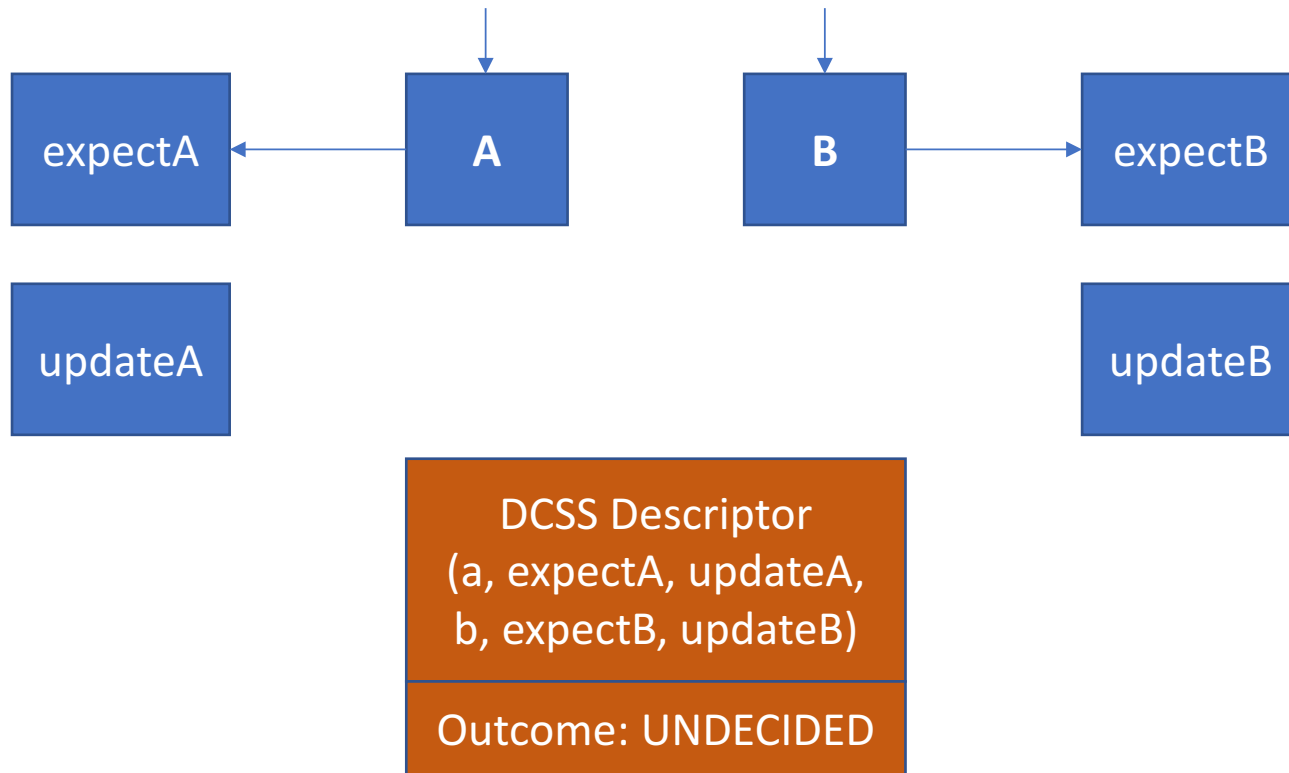 expectA
A
B
expectB
updateA
updateB
DCSS Descriptor
(a, expectA, updateA,
b, expectB, updateB)
Outcome: UNDECIDED